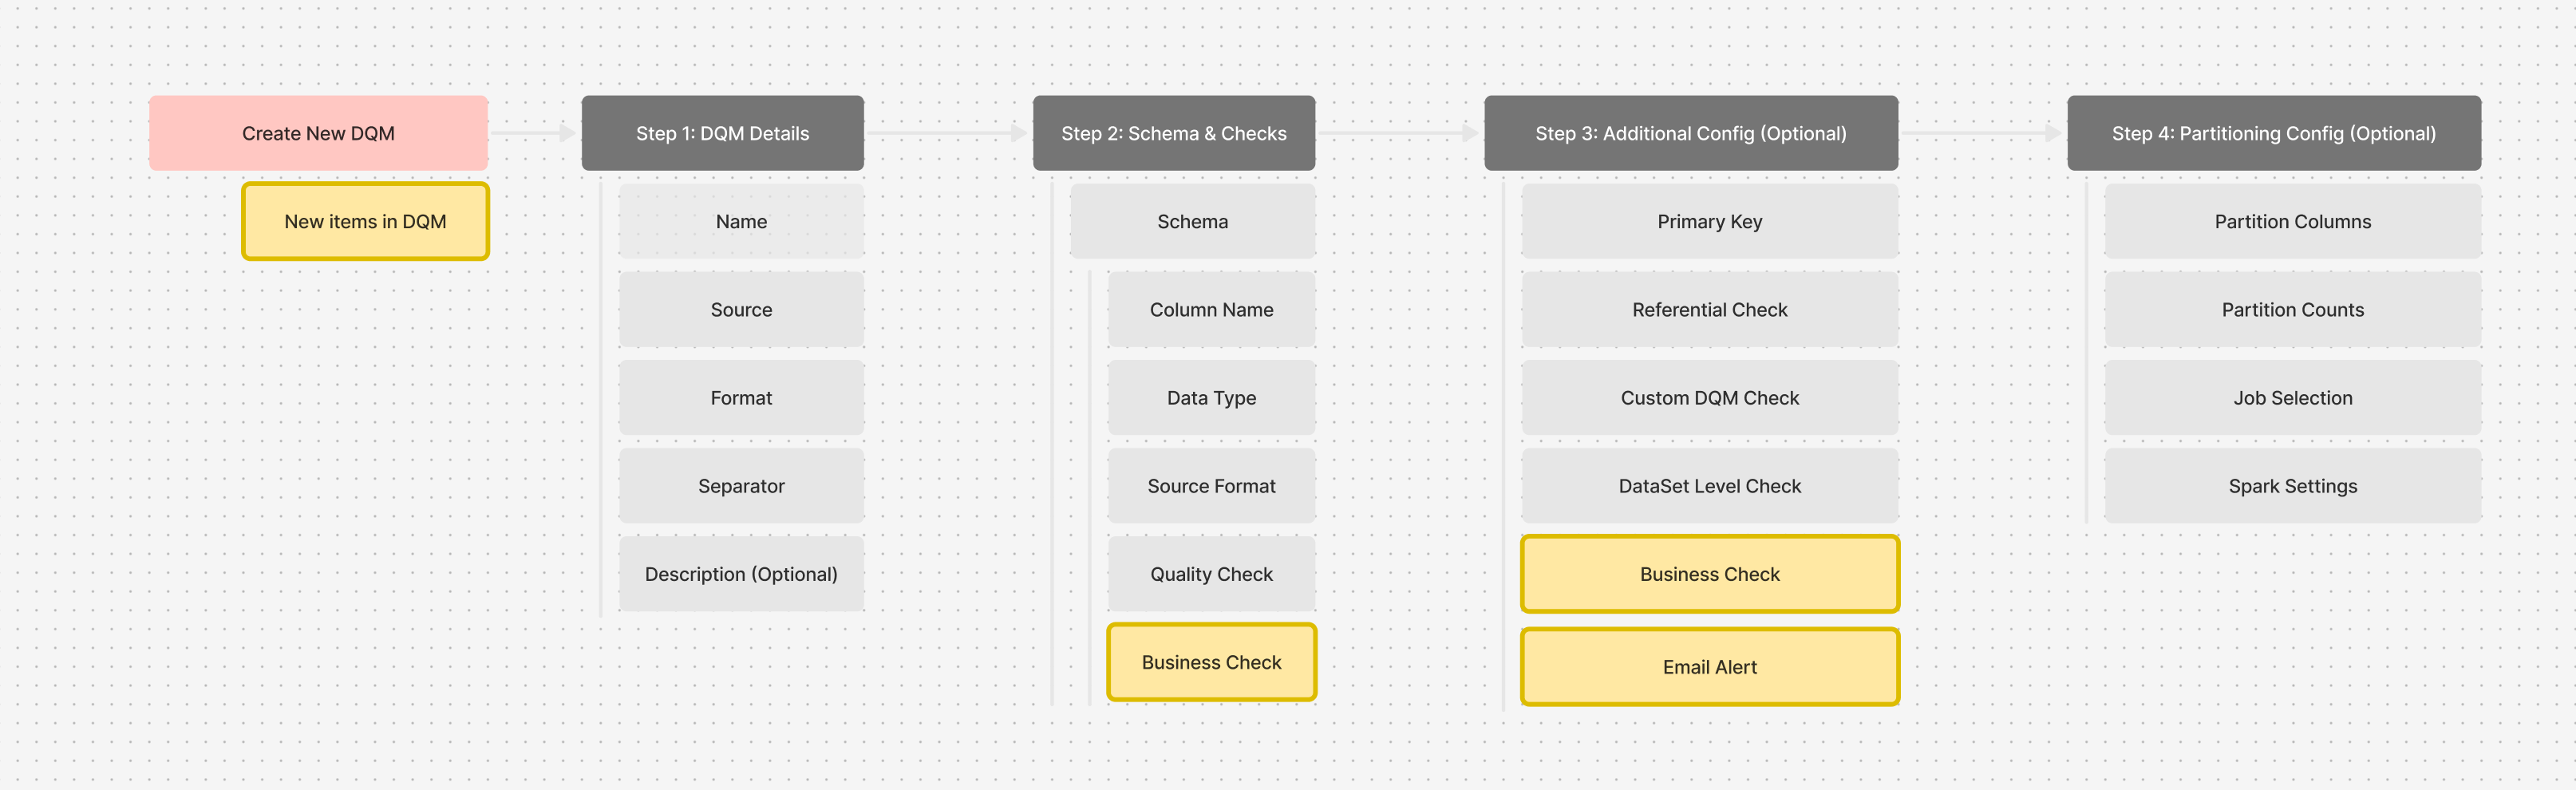 Create New DQM
New items in DQM
Step 1: DQM Details
Name
Source
Format
Separator
Description (Optional)
Step 2: Schema & Checks
Schema
Column Name
Data Type
Source Format
Quality Check
Business Check
Step 3: Additional Config (Optional)
Primary Key
Referential Check
Custom DQM Check
DataSet Level Check
Business Check
Email Alert
Step 4: Partitioning Config (Optional)
Partition Columns
Partition Counts
Job Selection
Spark Settings